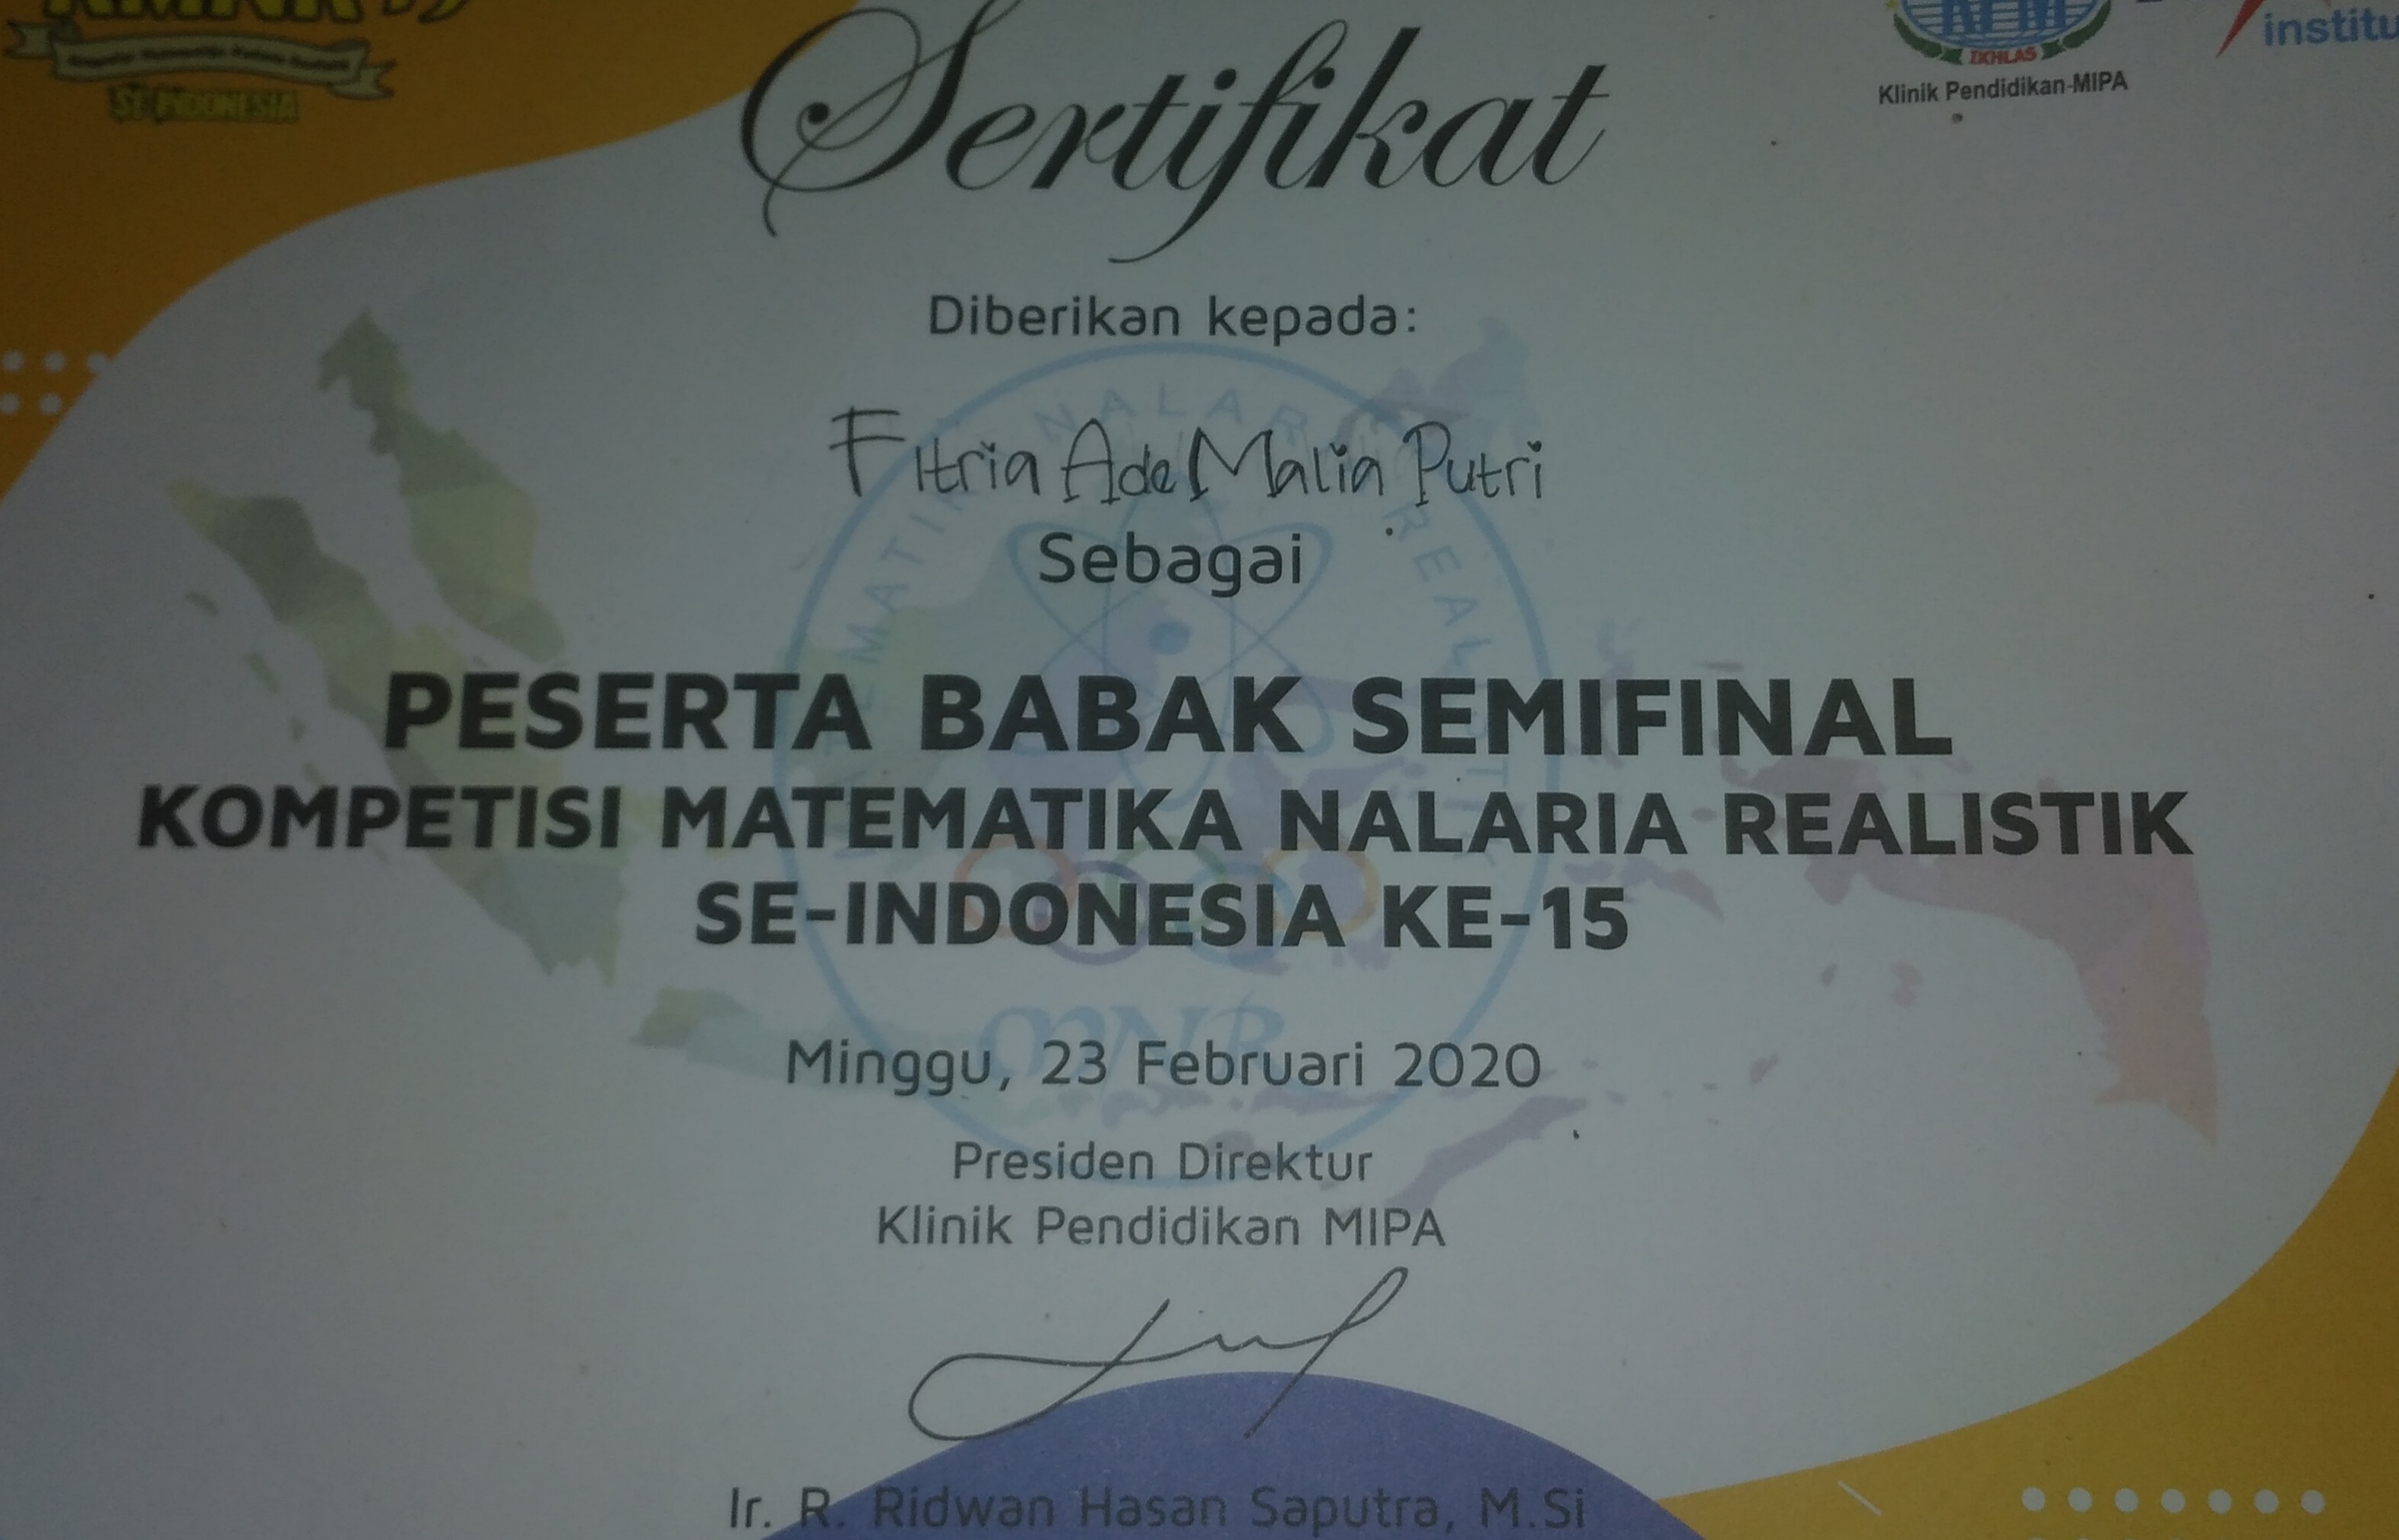 SE-INDONESIA
IKHLAS
institu
Klinik Pendidikan-MIPA
Sertifikat
Diberikan kepada:
Fitria Ade Malia Putri
Sebagai
PESERTA BABAK SEMIFINAL
KOMPETISI MATEMATIKA NALARIA REALISTIK
SE-INDONESIA KE-15
MNR
Minggu, 23 Februari 2020
Presiden Direktur
Klinik Pendidikan MIPA
Ir. R. Ridwan Hasan Saputra, M.Si